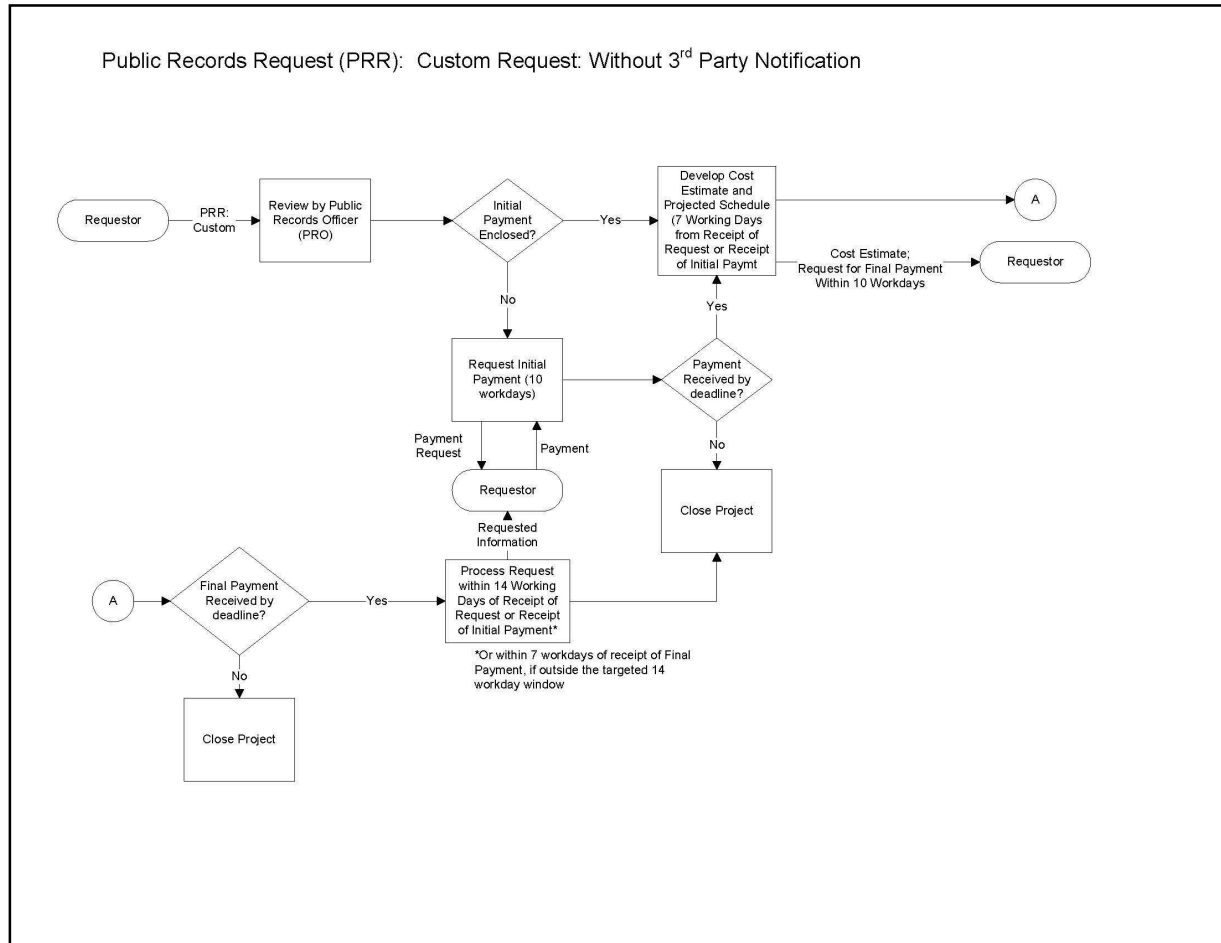 Public Records Request (PRR): Custom Request: Without 3rd Party Notification
Requestor
PRR:
Custom
Review by Public
Records Officer
(PRO)
Initial
Payment
Enclosed?
Yes
Develop Cost
Estimate and
Projected Schedule
(7 Working Days
from Receipt of
Request or Receipt
of Initial Paymt
A
Cost Estimate;
Request for Final Payment
Within 10 Workdays
Requestor
No
Yes
Request Initial
Payment (10
workdays)
Payment
Received by
deadline?
Payment
Request
Payment
No
Requestor
Close Project
Requested
Information
A
Final Payment
Received by
deadline?
Yes
Process Request
within 14 Working
Days of Receipt of
Request or Receipt
of Initial Payment*
*Or within 7 workdays of receipt of Final
Payment, if outside the targeted 14
workday window
No
Close Project